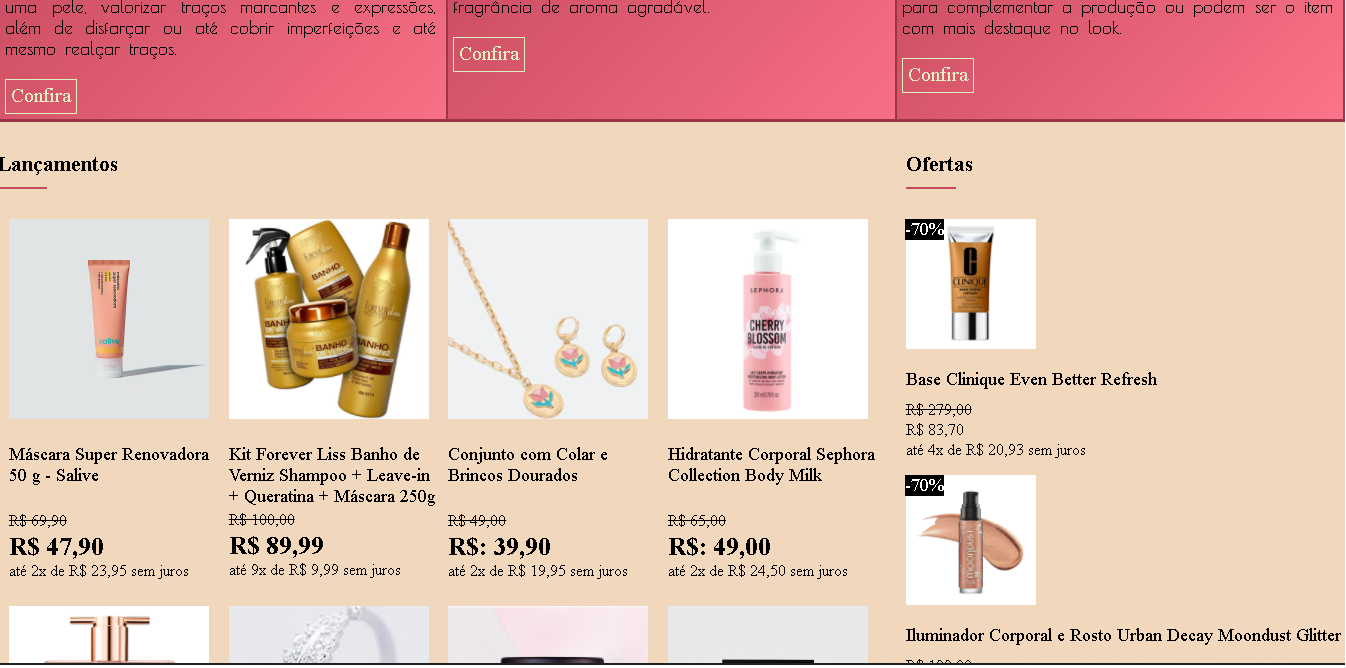 uma pele, valorizar traços marcantes e expressões,
além de disfarçar ou até cobrir imperfeições e até
mesmo realçar traços.
Confira
fragrância de aroma agradável.
Confira
para complementar a produção ou podem ser o item
com mais destaque no look.
Confira
Lançamentos
salive
Máscara Super Renovadora
50 g - Salive
R$ 69,90
R$ 47,90
até 2x de R$ 23,95 sem juros
BANHO
BANHO
Kit Forever Liss Banho de
Verniz Shampoo + Leave-in
+ Queratina + Máscara 250g
R$ 100,00
R$ 89,99
até 9x de R$ 9,99 sem juros
Conjunto com Colar e
Brincos Dourados
R$ 49,00
R$: 39,90
até 2x de R$ 19,95 sem juros
SEPHORA
CHERRY
BLOSSOM
Hidratante Corporal Sephora
Collection Body Milk
R$ 65,00
R$: 49,00
até 2x de R$ 24,50 sem juros
Ofertas
-70%
CLINIQUE
Base Clinique Even Better Refresh
R$ 279,00
R$ 83,70
até 4x de R$ 20,93 sem juros
-70%
moondust
Iluminador Corporal e Rosto Urban Decay Moondust Glitter